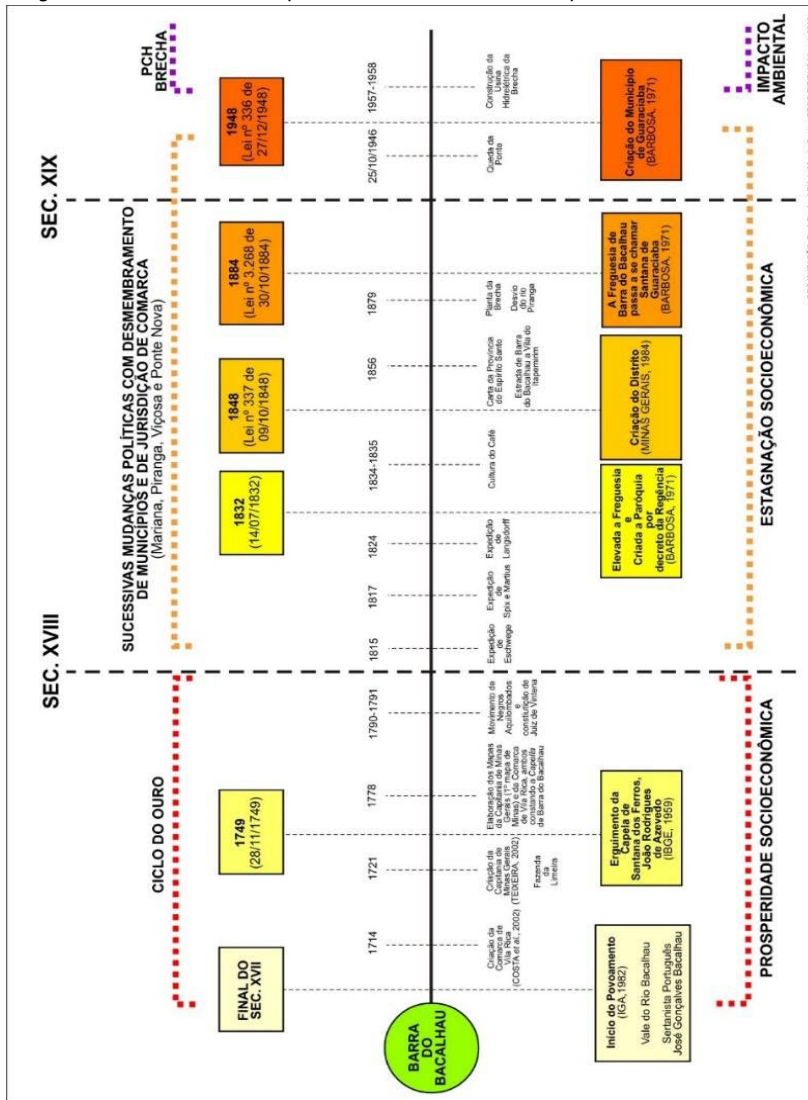 SEC. XVIII
SEC. XIX
CICLO DO OURO
SUCESSIVAS MUDANÇAS POLÍTICAS COM DESMEMBRAMENTO
DE MUNICÍPIOS E DE JURISDIÇÃO DE COMARCA
(Mariana, Piranga, Viçosa e Ponte Nova)
PCH
BRECHA
FINAL DO
SEC. XVII
1749
(28/11/1749)
1832
(14/07/1832)
1848
(Lei nº 337 de
09/10/1848)
1884
(Lei nº 3.268 de
30/10/1884)
1948
(Lei nº 336 de
27/12/1948)
BARRA
DO
BACALHAU
1714
Criação da
Comarca de
Vila Rica
(COSTA et al., 2002)
1721
Criação da
Capitania de
Minas Gerais
(TEIXEIRA, 2002)
Fazenda
da
Limeira
1778
Elaboração dos Mapas
da Capitania de Minas
Gerais (1º mapa de
Minas) e da Comarca
de Vila Rica, ambos
constando a Capella
de Barra do Bacalhau
1790-1791
Movimento de
Negros
Aquilombados
e
constituição de
Juiz de Vintena
1815
Expedição
de
Eschwege
1817
Expedição
de
Spix e Martius
1824
Expedição
de
Langsdorff
1834-1835
Cultura do Café
1856
Carta da Província
do Espírito Santo
Estrada de Barra
do Bacalhau a Vila do
Itapemirim
1879
Planta da
Brecha
Desvio do rio
Piranga
25/10/1946
Queda da
Ponte
1957-1958
Construção da
Usina
Hidrelétrica da
Brecha
Início do Povoamento
(IGA,1982)
Vale do Rio Bacalhau
Sertanista Português
José Gonçalves Bacalhau
Erguimento da
Capela de
Santana dos Ferros,
João Rodrigues
de Azevedo
(IBGE, 1959)
Elevada a Freguesia
e
Criada a Paróquia
por
decreto da Regência
(BARBOSA, 1971)
Criação do Distrito
(MINAS GERAIS, 1984)
A Freguesia de
Barra do Bacalhau
passa a se chamar
Santana de
Guaraciaba
(BARBOSA, 1971)
Criação do Município
de Guaraciaba
(BARBOSA, 1971)
PROSPERIDADE SOCIOECONÔMICA
ESTAGNAÇÃO SOCIOECONÔMICA
IMPACTO
AMBIENTAL